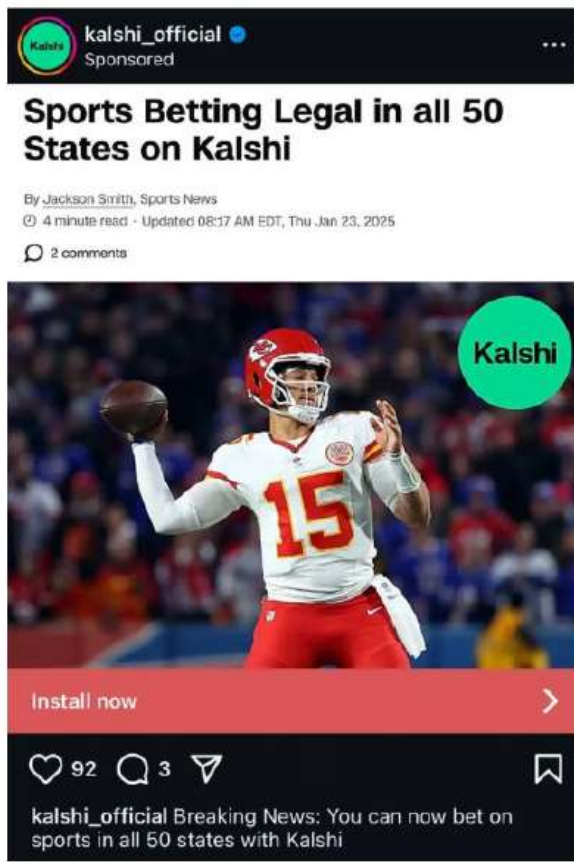 Kalshi
kalshi_official
Sponsored
Sports Betting Legal in all 50
States on Kalshi
By Jackson Smith, Sports News
4 minute read - Updated 08:17 AM EDT, Thu Jan 23, 2025
2 comments
Kalshi
15
Install now
92
3
kalshi_official Breaking News: You can now bet on
sports in all 50 states with Kalshi